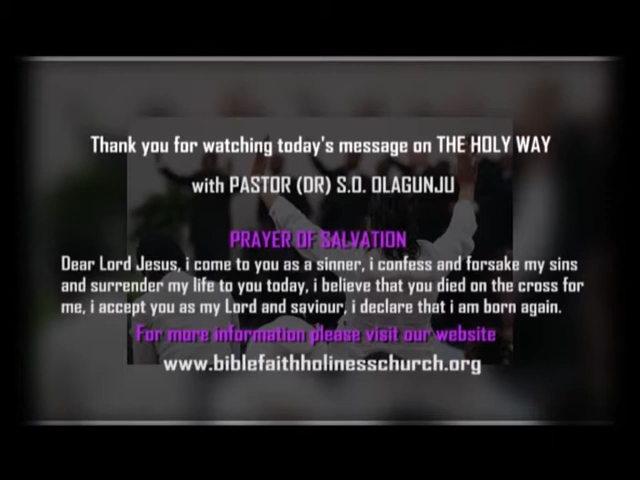 Thank you for watching today's message on THE HOLY WAY
with PASTOR (DR) S.O. OLAGUNJU
PRAYER OF SALVATION
Dear Lord Jesus, i come to you as a sinner, i confess and forsake my sins
and surrender my life to you today, i believe that you died on the cross for
me, i accept you as my Lord and saviour, i declare that i am born again.
For more information please visit our website
www.biblefaithholinesschurch.org